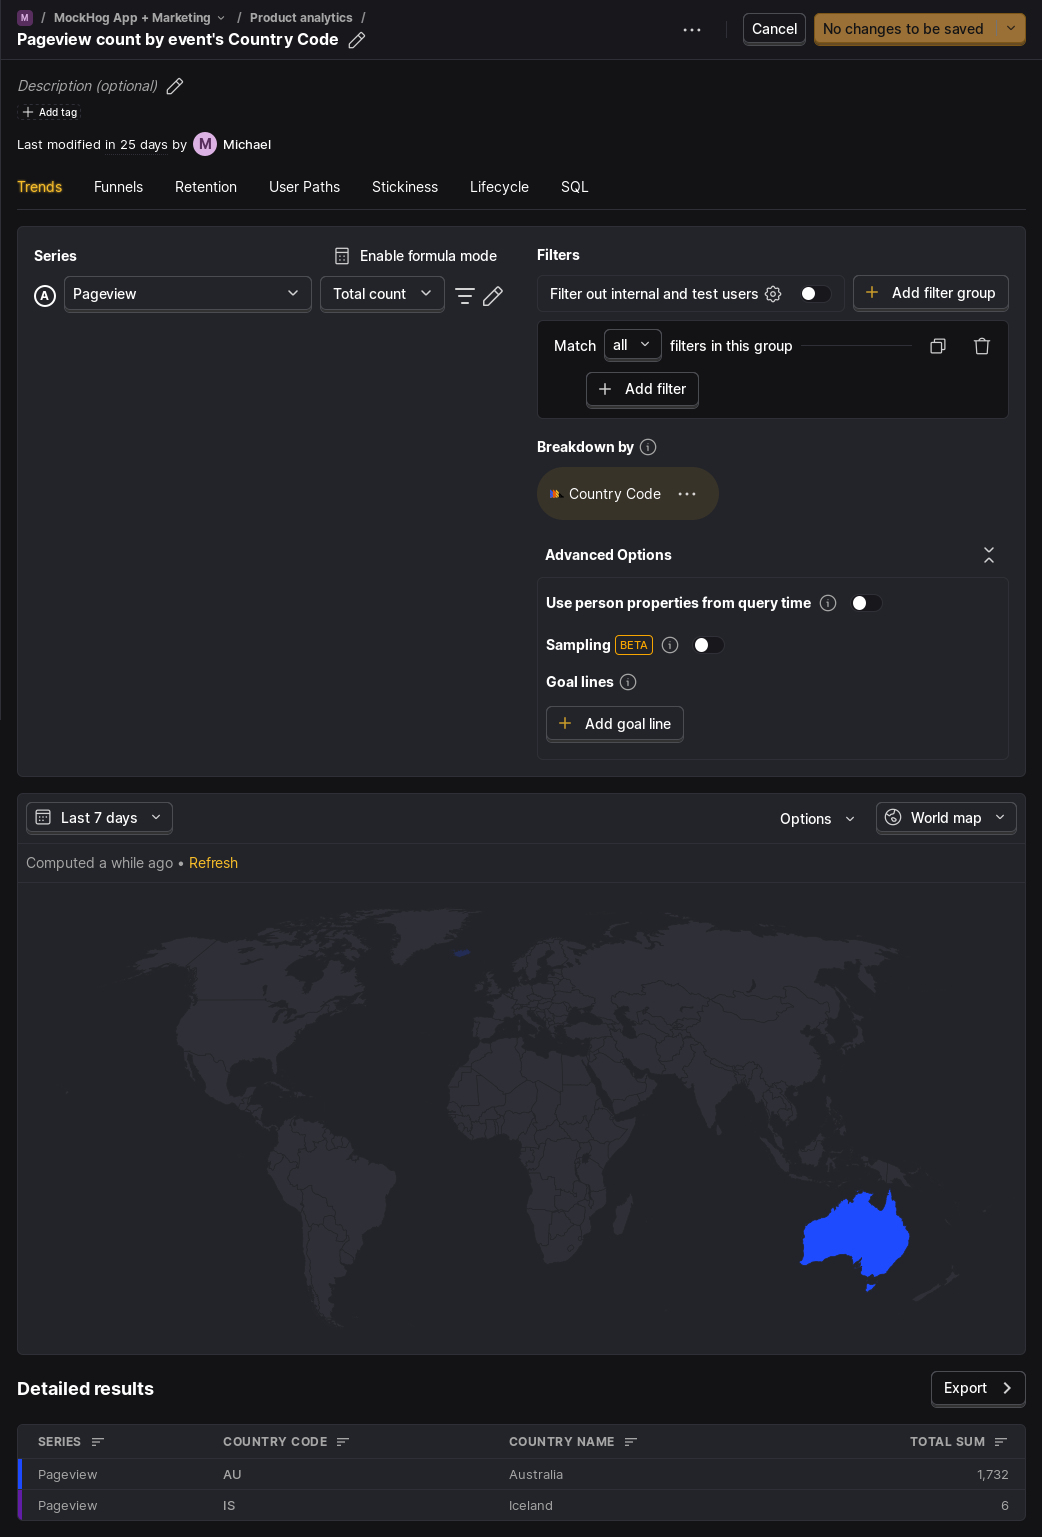 M / MockHog App + Marketing / Product analytics /
Pageview count by event's Country Code
Cancel
No changes to be saved
Description (optional)
Add tag
Last modified in 25 days by M Michael
Trends Funnels Retention User Paths Stickiness Lifecycle SQL
Series
Enable formula mode
A Pageview Total count
Filters
Filter out internal and test users
Add filter group
Match all filters in this group
Add filter
Breakdown by
Country Code
Advanced Options
Use person properties from query time
Sampling BETA
Goal lines
Add goal line
Last 7 days
Options
World map
Computed a while ago • Refresh
Detailed results
Export
SERIES COUNTRY CODE COUNTRY NAME TOTAL SUM
Pageview AU Australia 1,732
Pageview IS Iceland 6